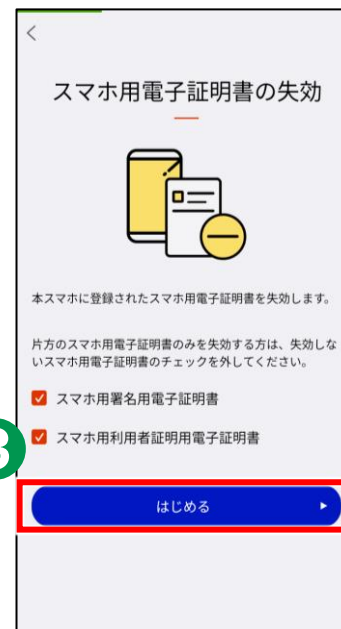 スマホ用電子証明書の失効
本スマホに登録されたスマホ用電子証明書を失効します。
片方のスマホ用電子証明書のみを失効する方は、失効しな
いスマホ用電子証明書のチェックを外してください。
スマホ用署名用電子証明書
スマホ用利用者証明用電子証明書
はじめる